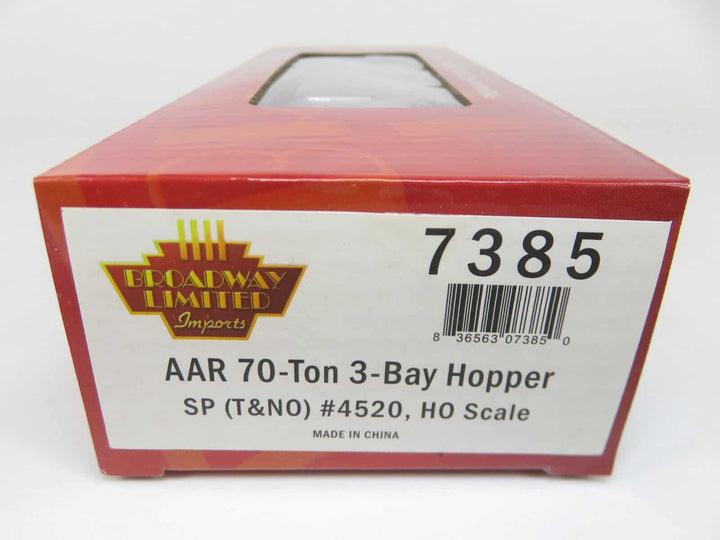 BROADWAY
LIMITED
Imports
7385
8 36563 07385 0
AAR 70-Ton 3-Bay Hopper
SP (T&NO) #4520, HO Scale
MADE IN CHINA